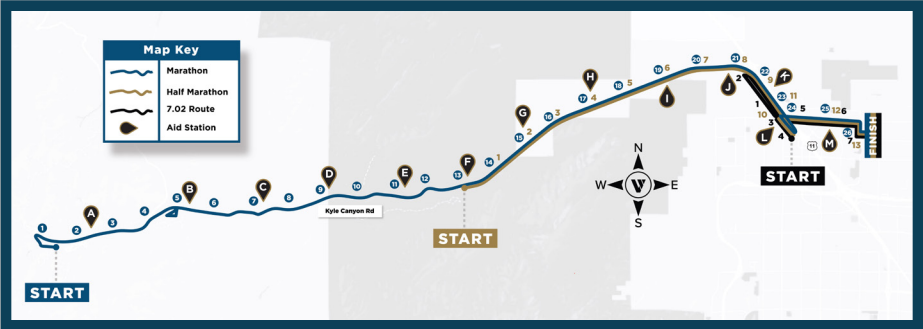 Map Key
Marathon
Half Marathon
7.02 Route
Aid Station
1
2
A
3
4
5
B
6
7
C
8
9
D
10
11
E
12
13
F
14
1
15
2
G
16
3
17
4
H
18
5
19
6
I
20
7
21
8
J
2
22
9
K
1
10
23
11
24
5
3
4
L
25
12
6
M
26
7
13
11
FINISH
Kyle Canyon Rd
N
W
E
S
START
START
START